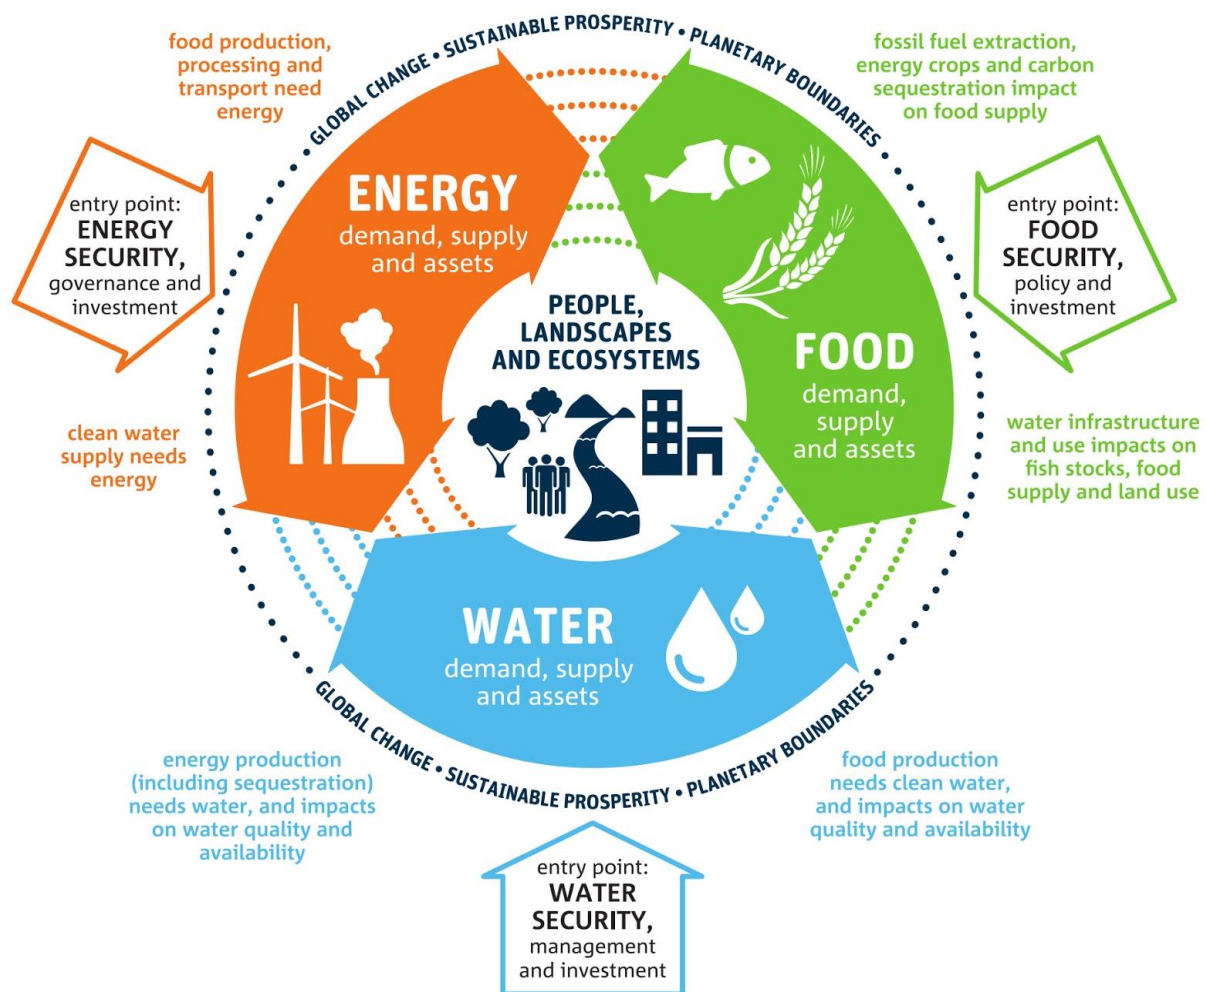 GLOBAL CHANGE • SUSTAINABLE PROSPERITY • PLANETARY BOUNDARIES
food production,
processing and
transport need
energy
fossil fuel extraction,
energy crops and carbon
sequestration impact
on food supply
entry point:
ENERGY
SECURITY,
governance and
investment
ENERGY
demand, supply
and assets
entry point:
FOOD
SECURITY,
policy and
investment
PEOPLE,
LANDSCAPES
AND ECOSYSTEMS
FOOD
demand,
supply
and assets
clean water
supply needs
energy
water infrastructure
and use impacts on
fish stocks, food
supply and land use
WATER
demand, supply
and assets
GLOBAL CHANGE • SUSTAINABLE PROSPERITY • PLANETARY BOUNDARIES
energy production
(including sequestration)
needs water, and impacts
on water quality and
availability
food production
needs clean water,
and impacts on water
quality and availability
entry point:
WATER
SECURITY,
management
and investment